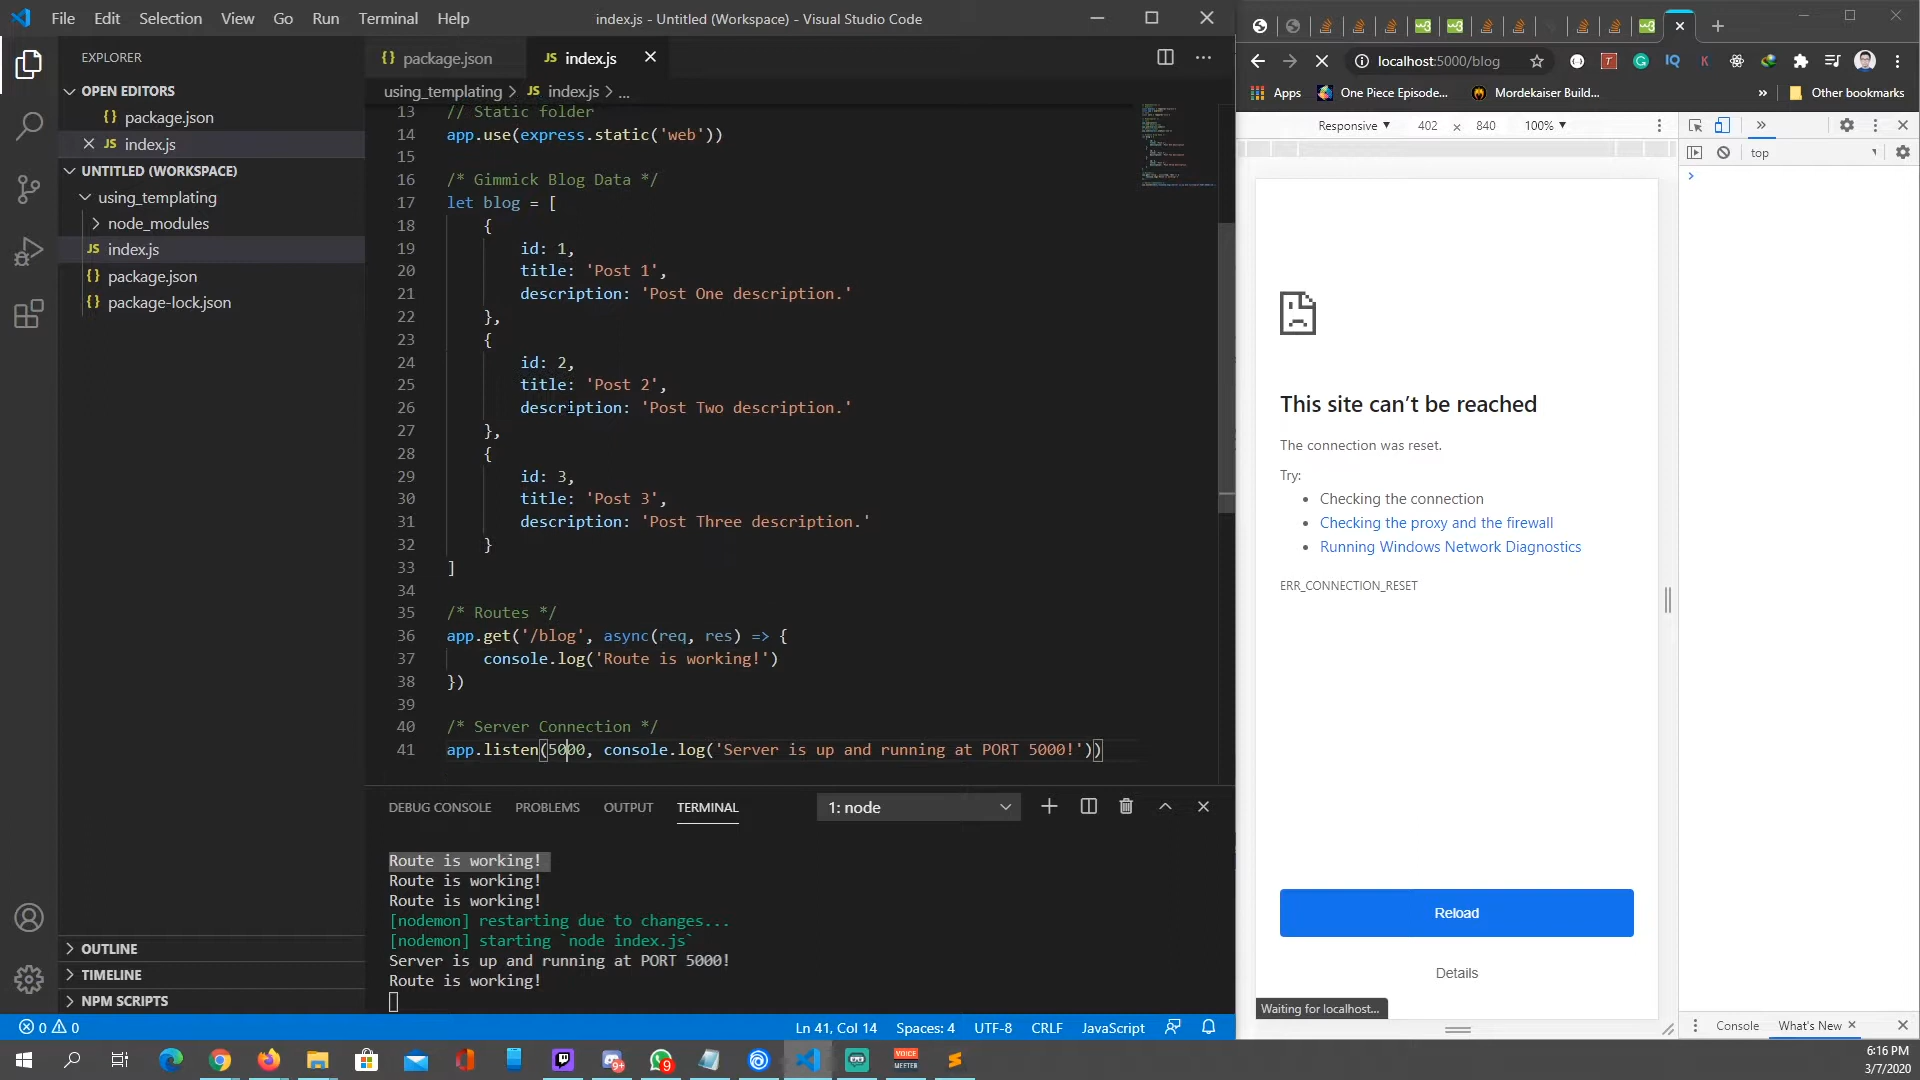 File Edit Selection View Go Run Terminal Help
index.js - Untitled (Workspace) - Visual Studio Code
EXPLORER
OPEN EDITORS
{} package.json
JS index.js
UNTITLED (WORKSPACE)
using_templating
node_modules
JS index.js
{} package.json
{} package-lock.json
OUTLINE
TIMELINE
NPM SCRIPTS
{} package.json
JS index.js
using_templating > JS index.js > ...
13 // Static folder
14 app.use(express.static('web'))
15
16 /* Gimmick Blog Data */
17 let blog = [
18 {
19 id: 1,
20 title: 'Post 1',
21 description: 'Post One description.'
22 },
23 {
24 id: 2,
25 title: 'Post 2',
26 description: 'Post Two description.'
27 },
28 {
29 id: 3,
30 title: 'Post 3',
31 description: 'Post Three description.'
32 }
33 ]
34
35 /* Routes */
36 app.get('/blog', async(req, res) => {
37 console.log('Route is working!')
38 })
39
40 /* Server Connection */
41 app.listen(5000, console.log('Server is up and running at PORT 5000!'))
DEBUG CONSOLE PROBLEMS OUTPUT TERMINAL
1: node
Route is working!
Route is working!
Route is working!
[nodemon] restarting due to changes...
[nodemon] starting `node index.js`
Server is up and running at PORT 5000!
Route is working!
0 0
Ln 41, Col 14 Spaces: 4 UTF-8 CRLF JavaScript
localhost:5000/blog
Apps One Piece Episode... Mordekaiser Build... » Other bookmarks
Responsive 402 x 840 100%
top
This site can't be reached
The connection was reset.
Try:
• Checking the connection
• Checking the proxy and the firewall
• Running Windows Network Diagnostics
ERR_CONNECTION_RESET
Reload
Details
Waiting for localhost...
Console What's New
9+
9
VOICE
MEETER
6:16 PM
3/7/2020